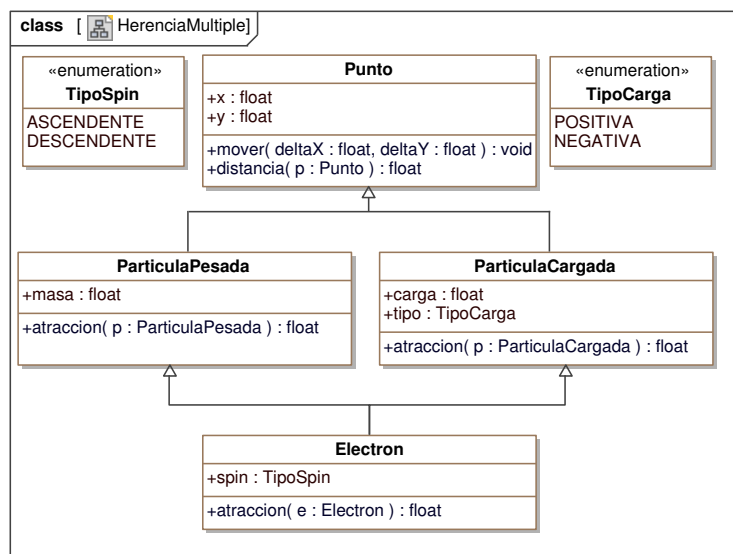 class [ HerenciaMultiple]
«enumeration»
TipoSpin
ASCENDENTE
DESCENDENTE
Punto
+x : float
+y : float
+mover( deltaX : float, deltaY : float ) : void
+distancia( p : Punto ) : float
«enumeration»
TipoCarga
POSITIVA
NEGATIVA
ParticulaPesada
+masa : float
+atraccion( p : ParticulaPesada ) : float
ParticulaCargada
+carga : float
+tipo : TipoCarga
+atraccion( p : ParticulaCargada ) : float
Electron
+spin : TipoSpin
+atraccion( e : Electron ) : float